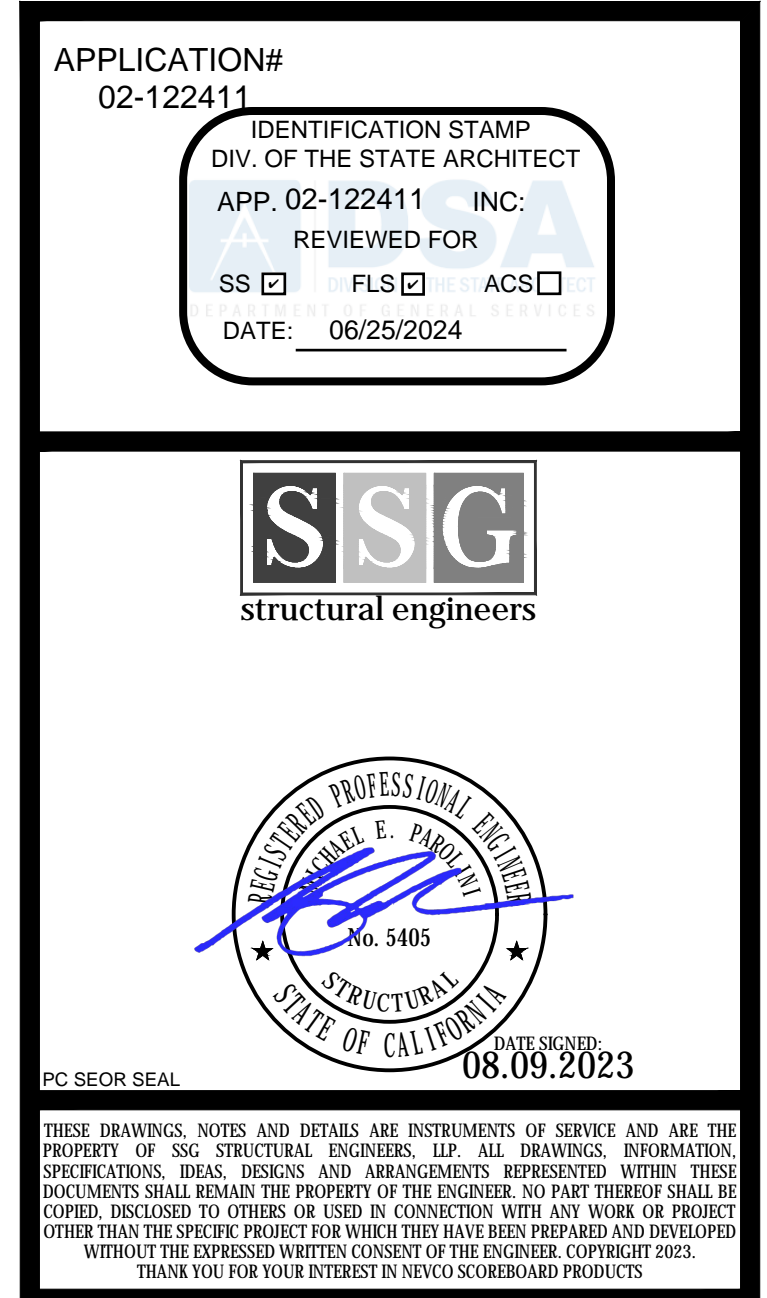 APPLICATION#
02-122411
IDENTIFICATION STAMP
DIV. OF THE STATE ARCHITECT
APP. 02-122411 INC:
REVIEWED FOR
SS ☑ FLS ☑ ACS ☐
DATE: 06/25/2024
DSA
DEPARTMENT OF GENERAL SERVICES
SSG
structural engineers
REGISTERED PROFESSIONAL ENGINEER
MICHAEL E. PAROLINI
No. 5405
STRUCTURAL
STATE OF CALIFORNIA
DATE SIGNED:
08.09.2023
PC SEOR SEAL
THESE DRAWINGS, NOTES AND DETAILS ARE INSTRUMENTS OF SERVICE AND ARE THE
PROPERTY OF SSG STRUCTURAL ENGINEERS, LLP. ALL DRAWINGS, INFORMATION,
SPECIFICATIONS, IDEAS, DESIGNS AND ARRANGEMENTS REPRESENTED WITHIN THESE
DOCUMENTS SHALL REMAIN THE PROPERTY OF THE ENGINEER. NO PART THEREOF SHALL BE
COPIED, DISCLOSED TO OTHERS OR USED IN CONNECTION WITH ANY WORK OR PROJECT
OTHER THAN THE SPECIFIC PROJECT FOR WHICH THEY HAVE BEEN PREPARED AND DEVELOPED
WITHOUT THE EXPRESSED WRITTEN CONSENT OF THE ENGINEER. COPYRIGHT 2023.
THANK YOU FOR YOUR INTEREST IN NEVCO SCOREBOARD PRODUCTS